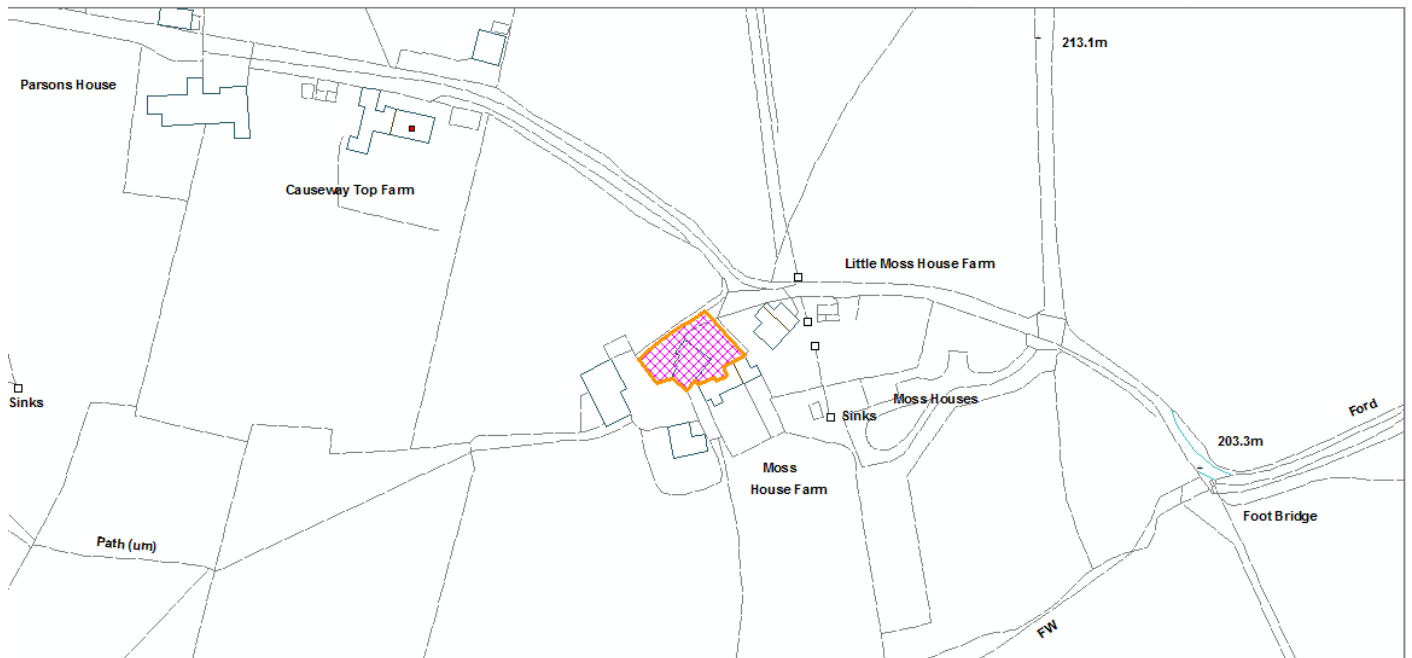 213.1m
Parsons House
Causeway Top Farm
Little Moss House Farm
Moss Houses
Sinks
Sinks
Ford
203.3m
Moss
House Farm
Foot Bridge
Path (um)
FW